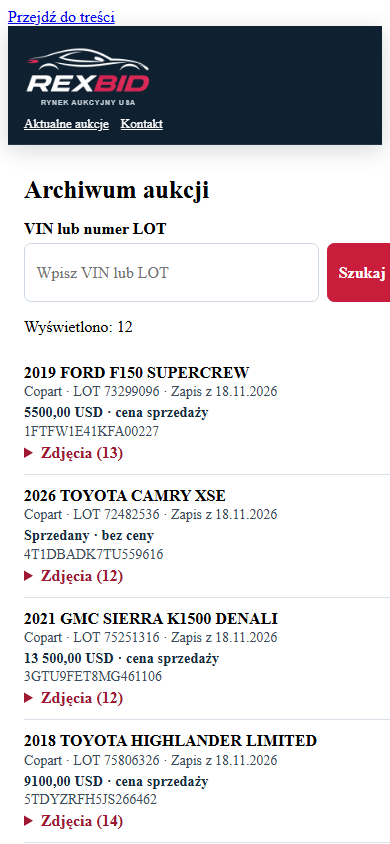 Przejdź do treści
REXBID
RYNEK AUKCYJNY USA
Aktualne aukcje Kontakt
Archiwum aukcji
VIN lub numer LOT
Wpisz VIN lub LOT
Szukaj
Wyświetlono: 12
2019 FORD F150 SUPERCREW
Copart · LOT 73299096 · Zapis z 18.11.2026
5500,00 USD · cena sprzedaży
1FTFW1E41KFA00227
Zdjęcia (13)
2026 TOYOTA CAMRY XSE
Copart · LOT 72482536 · Zapis z 18.11.2026
Sprzedany · bez ceny
4T1DBADK7TU559616
Zdjęcia (12)
2021 GMC SIERRA K1500 DENALI
Copart · LOT 75251316 · Zapis z 18.11.2026
13 500,00 USD · cena sprzedaży
3GTU9FET8MG461106
Zdjęcia (12)
2018 TOYOTA HIGHLANDER LIMITED
Copart · LOT 75806326 · Zapis z 18.11.2026
9100,00 USD · cena sprzedaży
5TDYZRFH5JS266462
Zdjęcia (14)